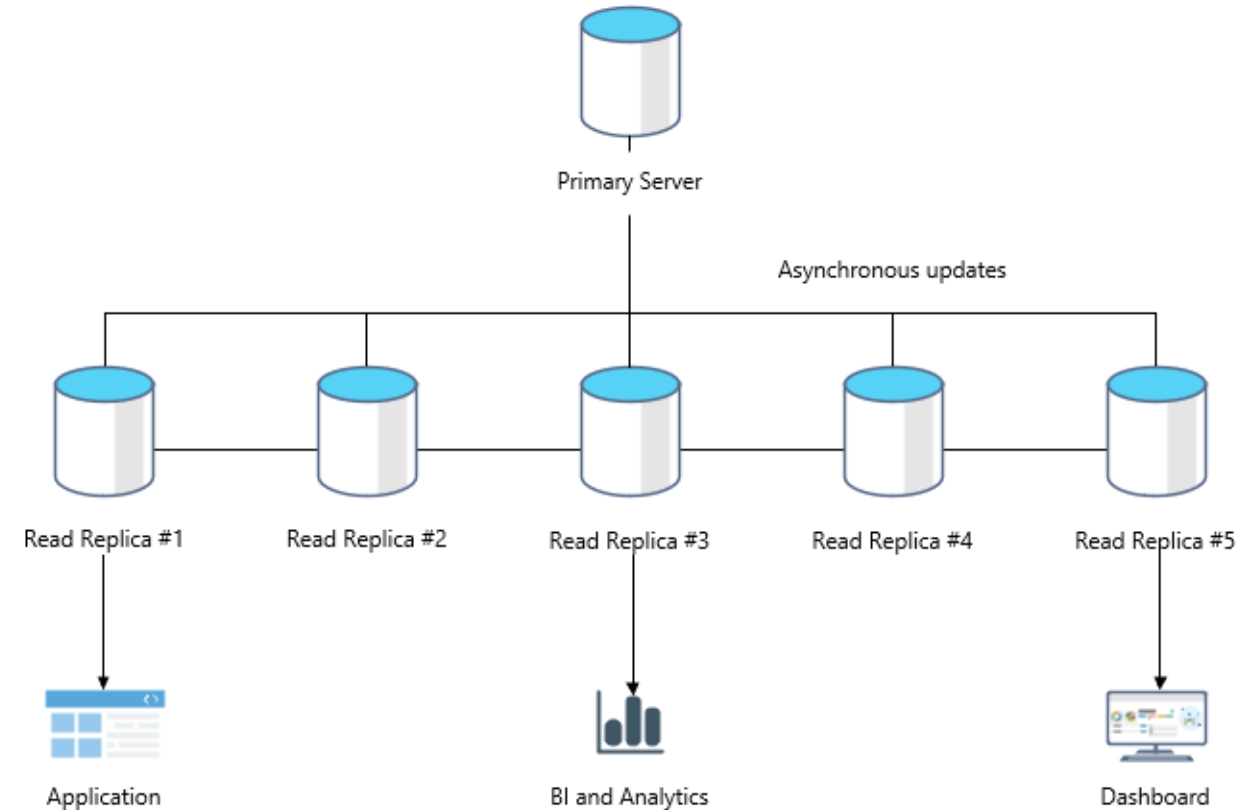 Primary Server
Asynchronous updates
Read Replica #1
Read Replica #2
Read Replica #3
Read Replica #4
Read Replica #5
Application
BI and Analytics
Dashboard